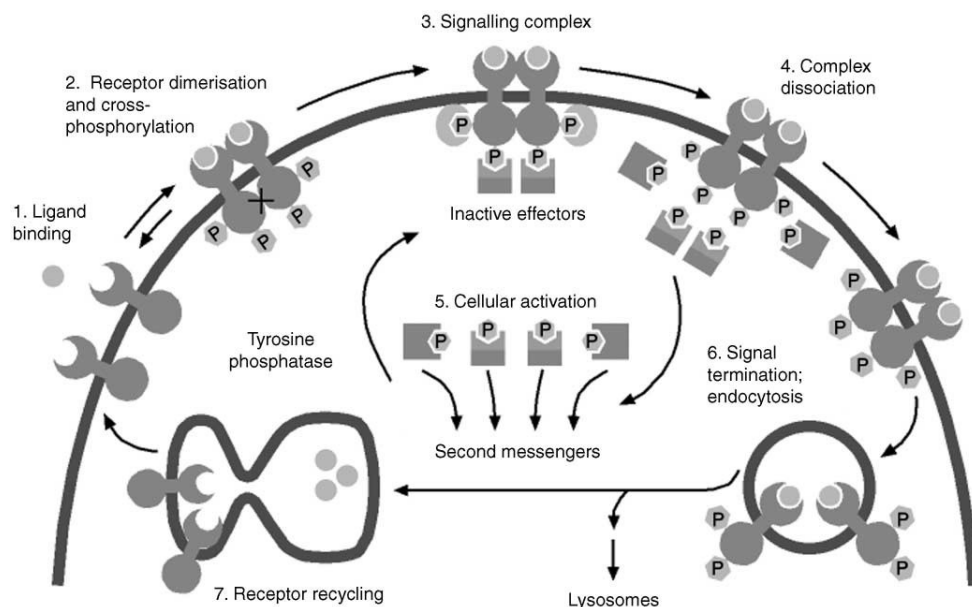 3. Signalling complex
2. Receptor dimerisation
and cross-
phosphorylation
4. Complex
dissociation
P P
P P
P P P P
P P P P P P P P
1. Ligand
binding
Inactive effectors
5. Cellular activation
P P P P
Tyrosine
phosphatase
6. Signal
termination;
endocytosis
P P P P
Second messengers
P P P P
7. Receptor recycling
Lysosomes